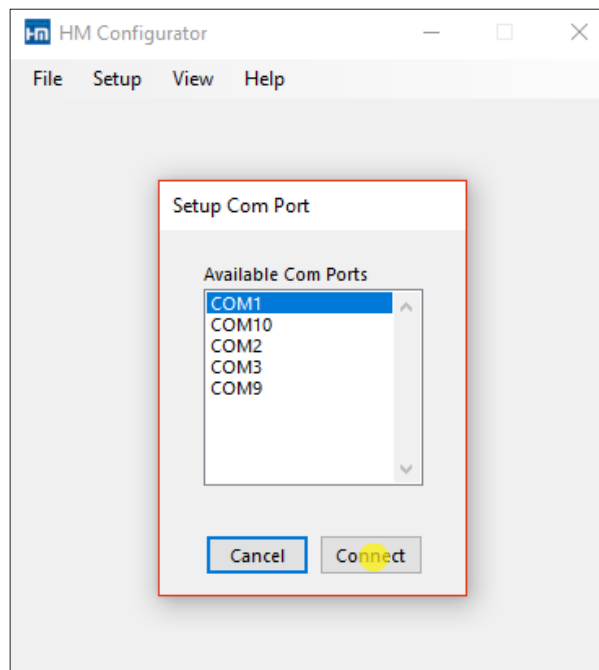 Hm HM Configurator
File Setup View Help
Setup Com Port
Available Com Ports
COM1
COM10
COM2
COM3
COM9
Cancel Connect